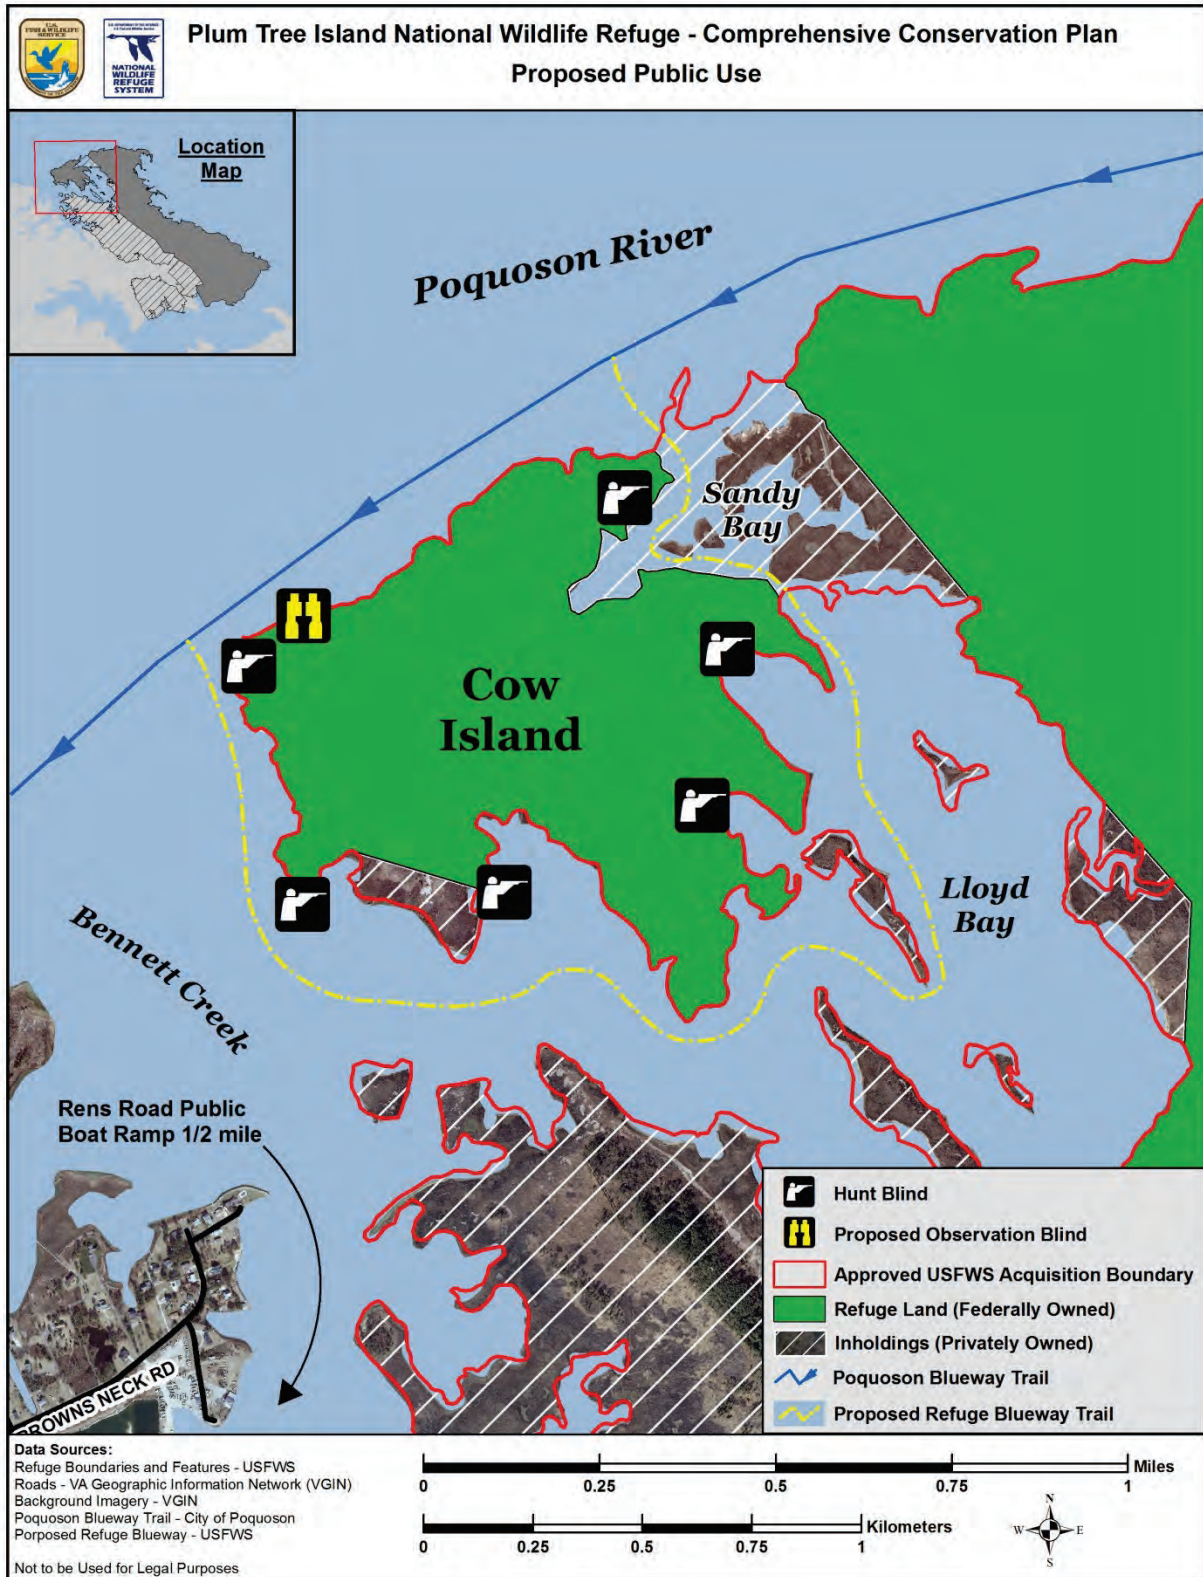 U.S.
FISH & WILDLIFE
SERVICE
NATIONAL
WILDLIFE
REFUGE
SYSTEM
Plum Tree Island National Wildlife Refuge - Comprehensive Conservation Plan
Proposed Public Use
Location
Map
Poquoson River
Sandy
Bay
Cow
Island
Lloyd
Bay
Bennett Creek
Rens Road Public
Boat Ramp 1/2 mile
BROWNS NECK RD
Hunt Blind
Proposed Observation Blind
Approved USFWS Acquisition Boundary
Refuge Land (Federally Owned)
Inholdings (Privately Owned)
Poquoson Blueway Trail
Proposed Refuge Blueway Trail
Data Sources:
Refuge Boundaries and Features - USFWS
Roads - VA Geographic Information Network (VGIN)
Background Imagery - VGIN
Poquoson Blueway Trail - City of Poquoson
Porposed Refuge Blueway - USFWS
Not to be Used for Legal Purposes
Miles
0 0.25 0.5 0.75 1
Kilometers
0 0.25 0.5 0.75 1
N
W E
S